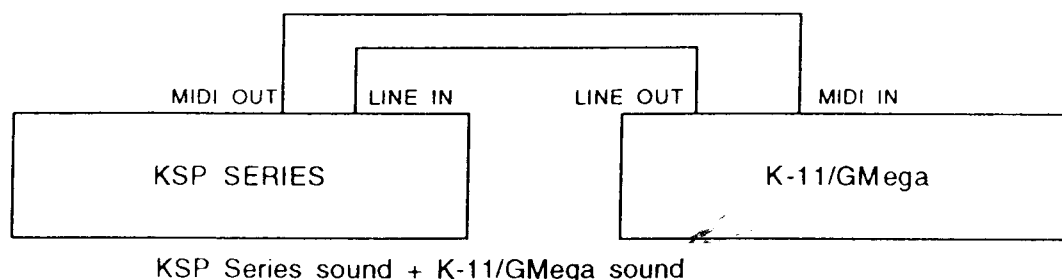 MIDI OUT LINE IN LINE OUT MIDI IN
KSP SERIES K-11/GMega
KSP Series sound + K-11/GMega sound